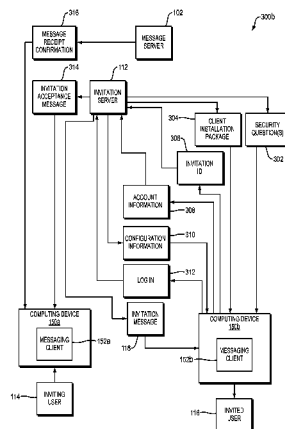 316
MESSAGE
RECEIPT
CONFIRMATION
102
MESSAGE
SERVER
300b
314
INVITATION
ACCEPTANCE
MESSAGE
112
INVITATION
SERVER
304
CLIENT
INSTALLATION
PACKAGE
SECURITY
QUESTION(S)
302
306
INVITATION
ID
ACCOUNT
INFORMATION
308
CONFIGURATION
INFORMATION
310
LOG IN
312
COMPUTING DEVICE
150a
MESSAGING
CLIENT
152a
INVITATION
MESSAGE
118
COMPUTING DEVICE
150b
MESSAGING
CLIENT
152b
114
INVITING
USER
116
INVITED
USER